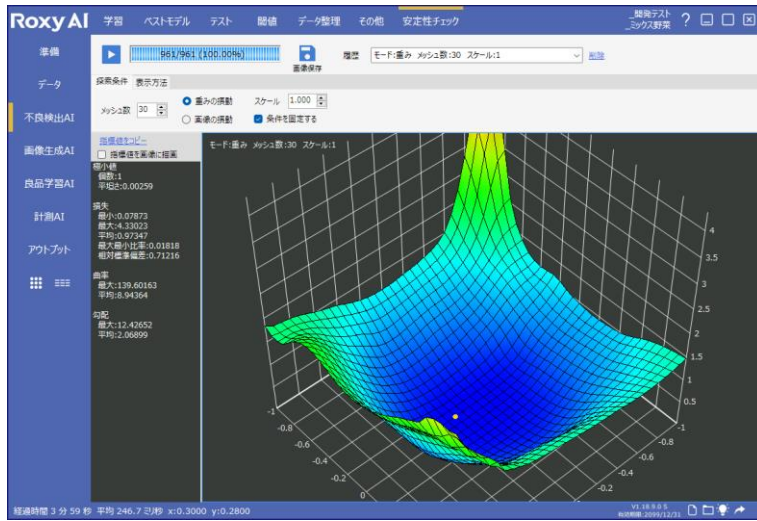 Roxy AI 学習 ベストモデル テスト 閾値 データ整理 その他 安定性チェック _開発テスト _ミックス野菜 ?
準備
データ
不良検出AI
画像生成AI
良品学習AI
計測AI
アウトプット
961/961 (100.00%)
画像保存
履歴 モード:重み メッシュ数:30 スケール:1 削除
探索条件 表示方法
メッシュ数 30
重みの摂動 スケール 1.000
画像の摂動 条件を固定する
指標値をコピー
指標値を画像に描画
極小値
個数:1
平坦さ:0.00259
損失
最小:0.07873
最大:4.33023
平均:0.97347
最大最小比率:0.01818
相対標準偏差:0.71216
曲率
最大:139.60163
平均:8.94364
勾配
最大:12.42652
平均:2.06899
モード:重み メッシュ数:30 スケール:1
4
3.5
3
2.5
2
1.5
1
0.5
-1
-0.8
-0.6
-0.4
-0.2
0
-1
-0.8
-0.6
-0.4
-0.2
経過時間 3 分 59 秒 平均 246.7 ミリ秒 x:0.3000 y:0.2800
V1.18.9.0 S
有効期限:2099/12/31